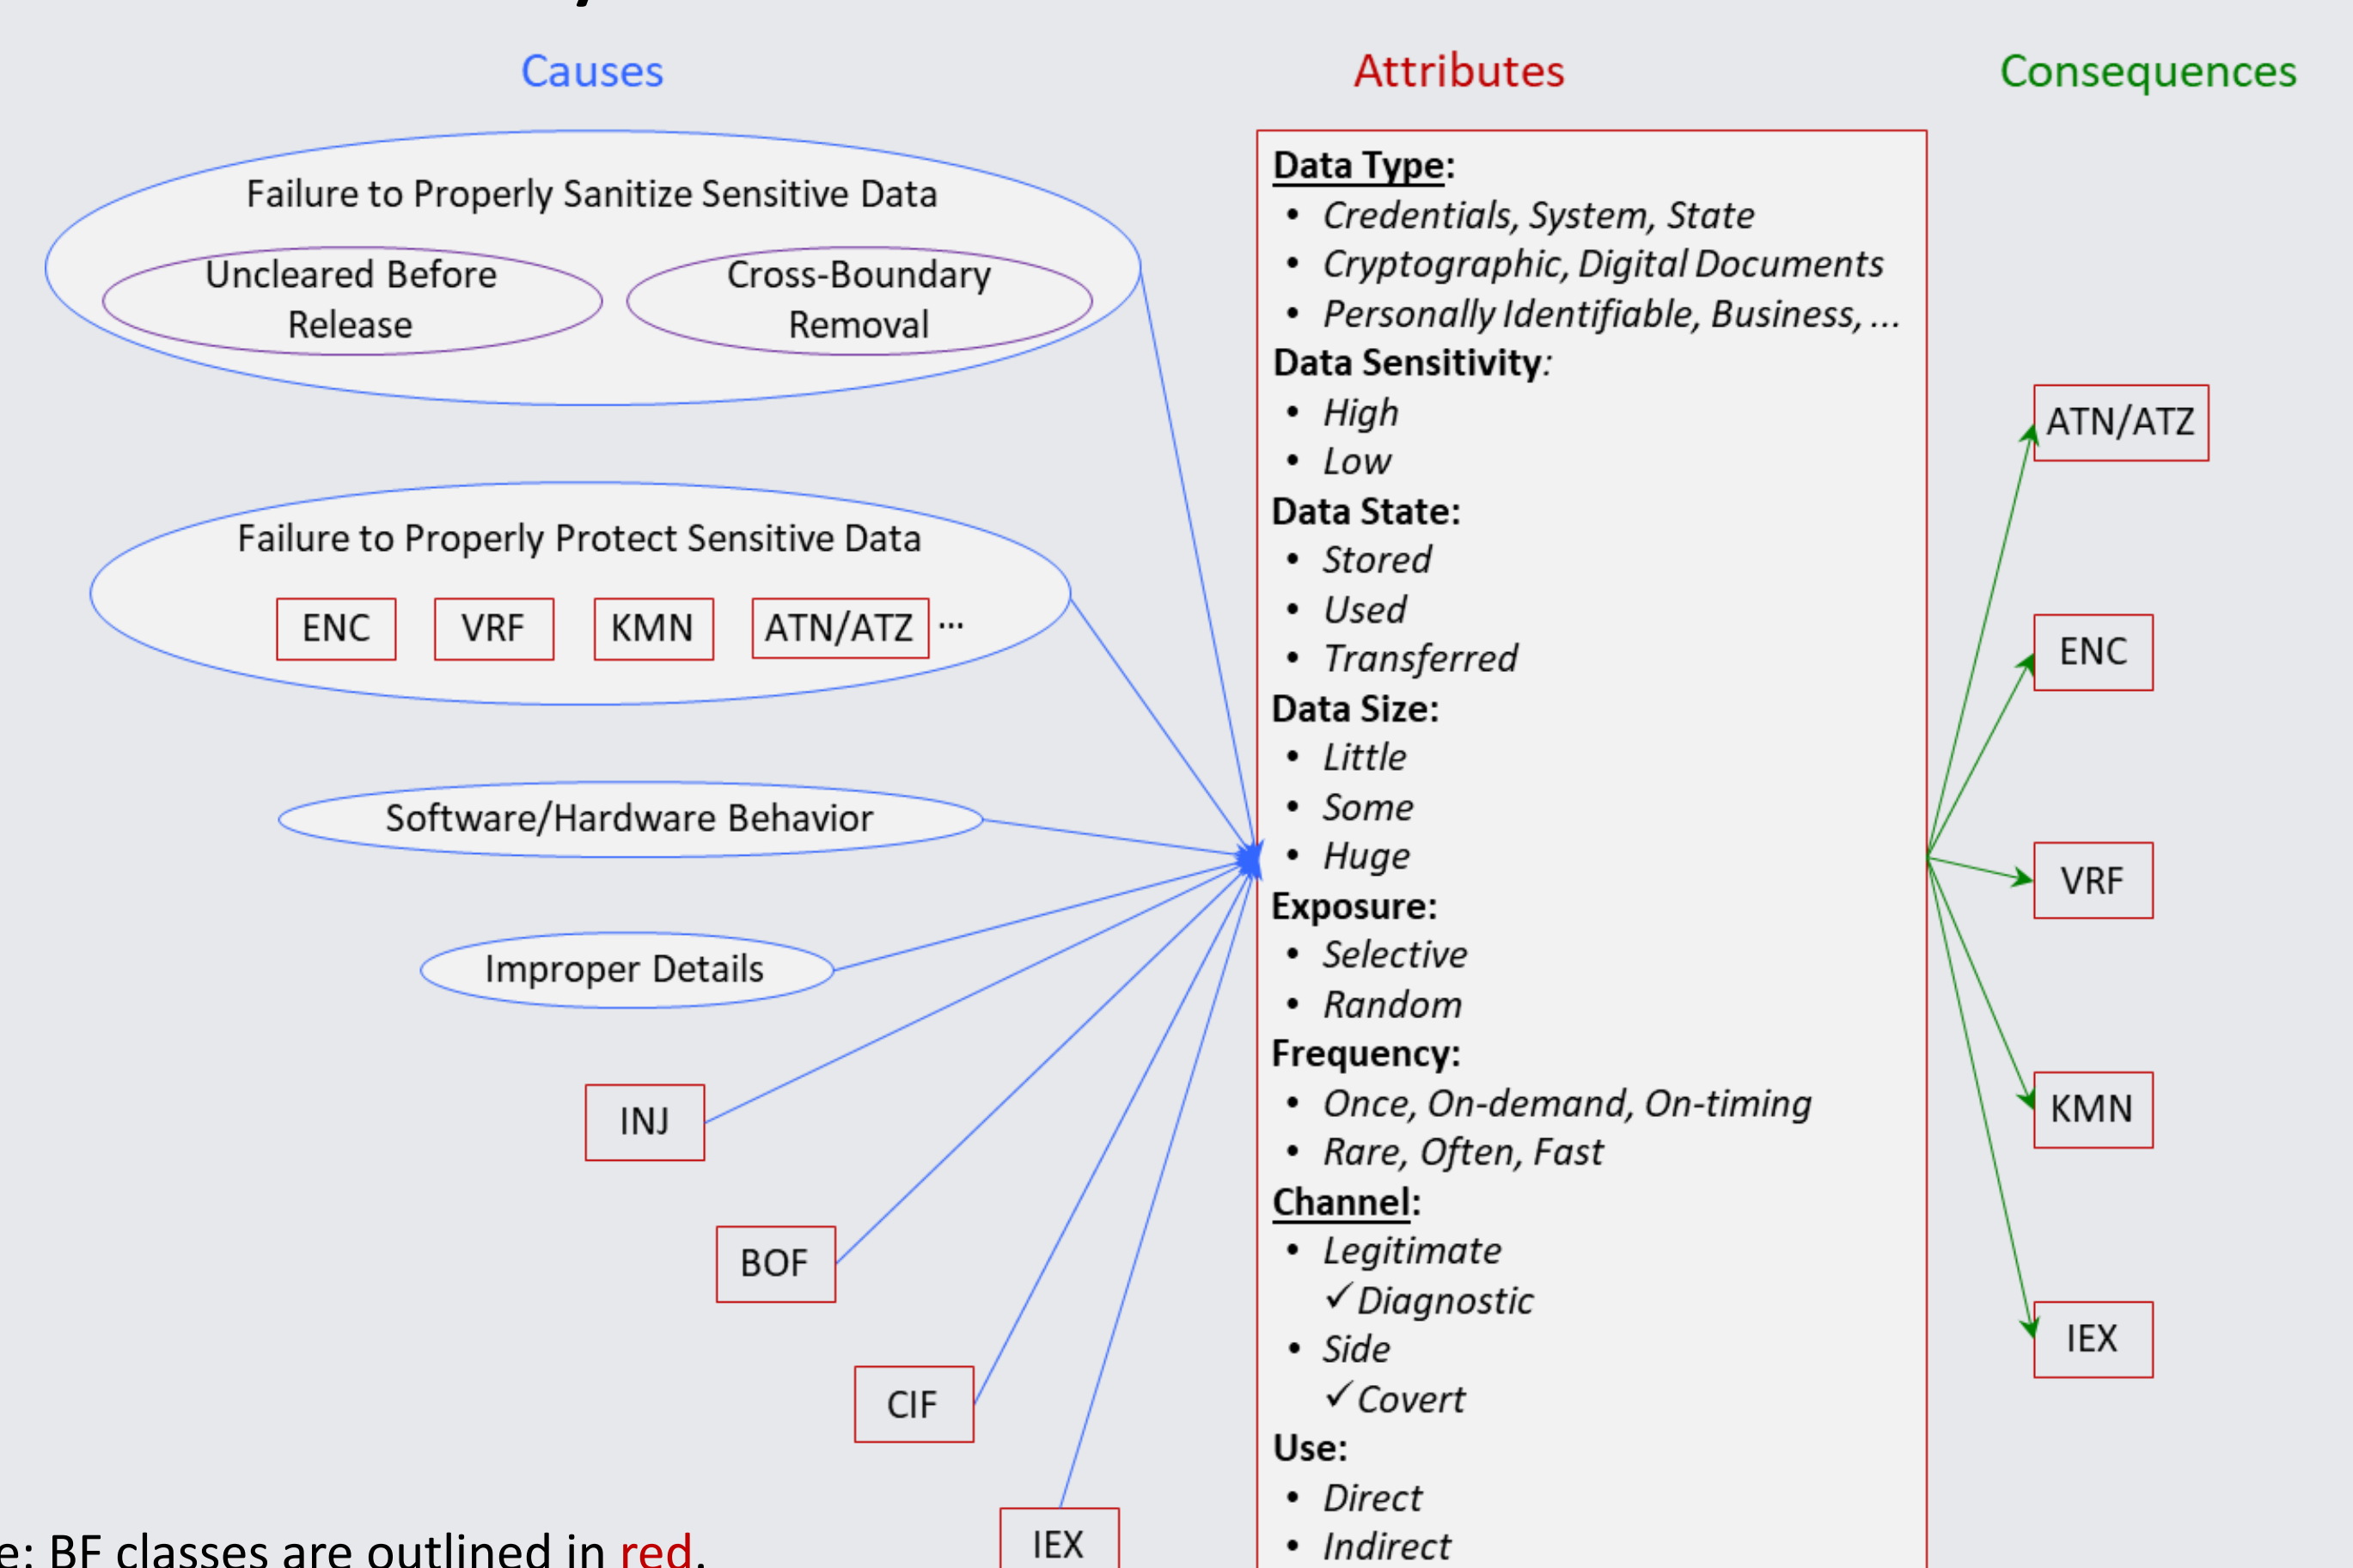 Causes
Attributes
Consequences
Failure to Properly Sanitize Sensitive Data
Uncleared Before
Release
Cross-Boundary
Removal
Failure to Properly Protect Sensitive Data
ENC
VRF
KMN
ATN/ATZ
...
Software/Hardware Behavior
Improper Details
INJ
BOF
CIF
IEX
Data Type:
• Credentials, System, State
• Cryptographic, Digital Documents
• Personally Identifiable, Business, ...
Data Sensitivity:
• High
• Low
Data State:
• Stored
• Used
• Transferred
Data Size:
• Little
• Some
• Huge
Exposure:
• Selective
• Random
Frequency:
• Once, On-demand, On-timing
• Rare, Often, Fast
Channel:
• Legitimate
✓ Diagnostic
• Side
✓ Covert
Use:
• Direct
• Indirect
ATN/ATZ
ENC
VRF
KMN
IEX
e: BF classes are outlined in red.